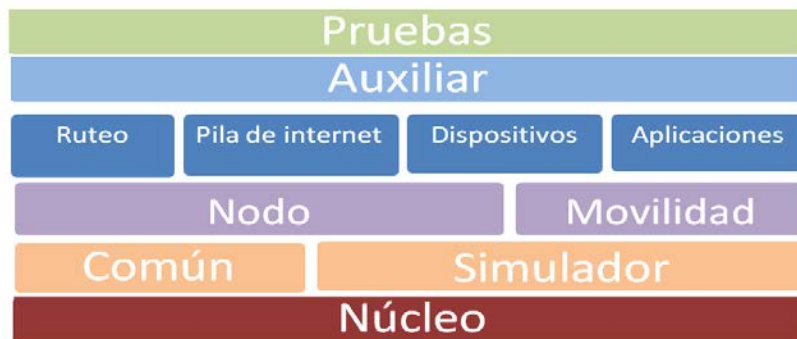 Pruebas
Auxiliar
Ruteo Pila de internet Dispositivos Aplicaciones
Nodo Movilidad
Común Simulador
Núcleo